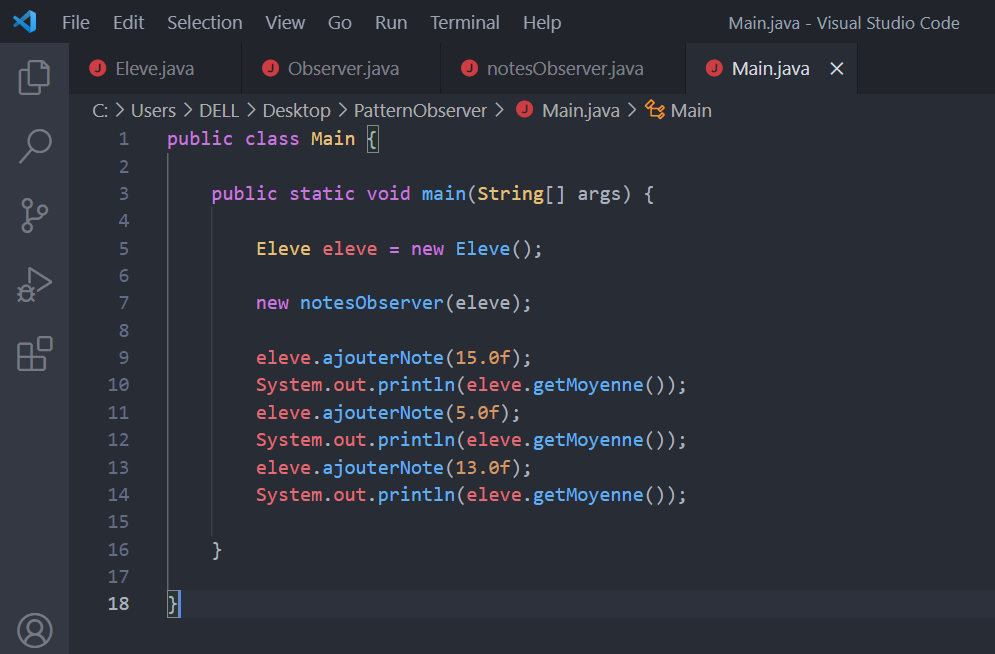 File Edit Selection View Go Run Terminal Help Main.java - Visual Studio Code
Eleve.java Observer.java notesObserver.java Main.java
C: > Users > DELL > Desktop > PatternObserver > Main.java > Main
1 public class Main {
2
3 public static void main(String[] args) {
4
5 Eleve eleve = new Eleve();
6
7 new notesObserver(eleve);
8
9 eleve.ajouterNote(15.0f);
10 System.out.println(eleve.getMoyenne());
11 eleve.ajouterNote(5.0f);
12 System.out.println(eleve.getMoyenne());
13 eleve.ajouterNote(13.0f);
14 System.out.println(eleve.getMoyenne());
15
16 }
17
18 }